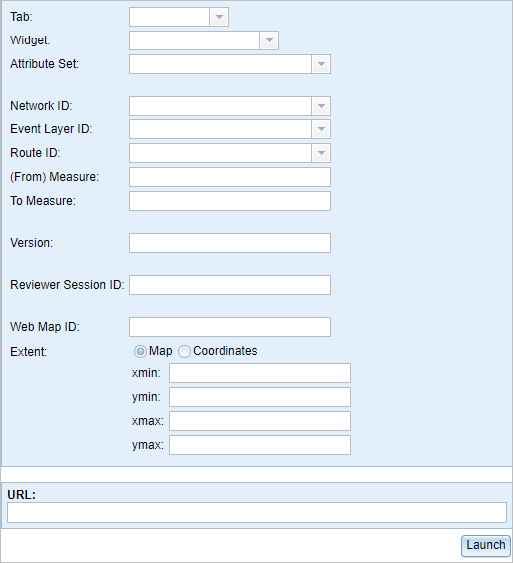 Tab:
Widget:
Attribute Set:
Network ID:
Event Layer ID:
Route ID:
(From) Measure:
To Measure:
Version:
Reviewer Session ID:
Web Map ID:
Extent: Map Coordinates
xmin:
ymin:
xmax:
ymax:
URL:
Launch